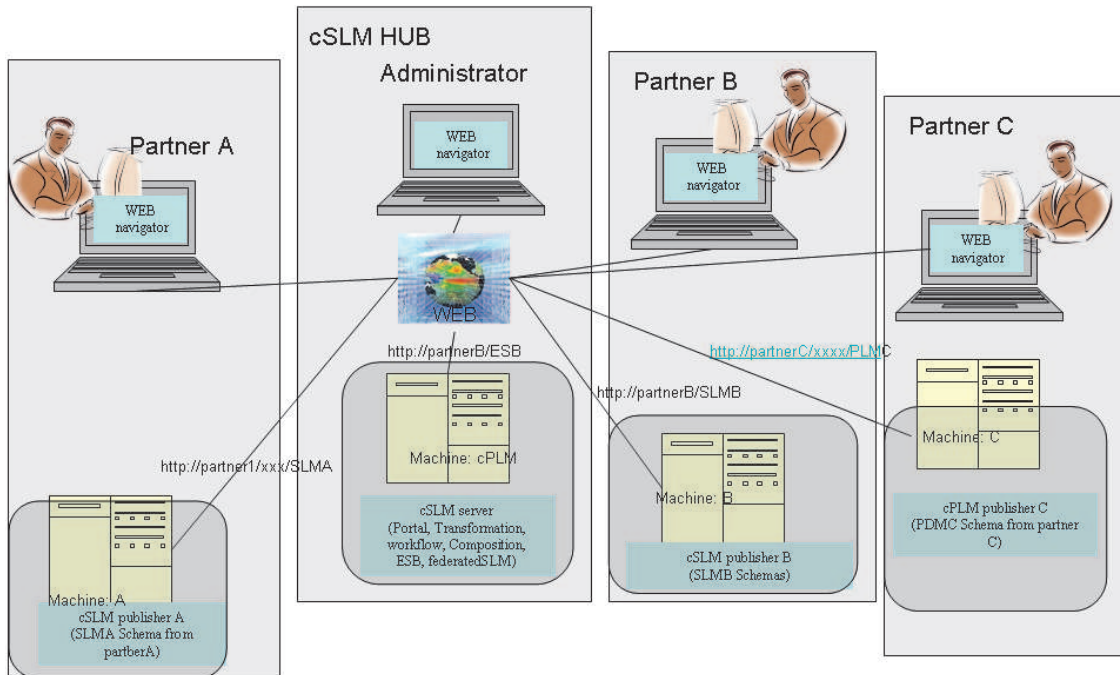 cSLM HUB
Administrator
WEB
navigator
WEB
http://partnerB/ESB
Machine: cPLM
cSLM server
(Portal, Transformation,
workflow, Composition,
ESB, federatedSLM)
Partner A
WEB
navigator
http://partner1/xxx/SLMA
Machine: A
cSLM publisher A
(SLMA Schema from
partberA)
Partner B
WEB
navigator
http://partnerB/SLMB
Machine: B
cSLM publisher B
(SLMB Schemas)
Partner C
WEB
navigator
http://partnerC/xxxx/PLMC
Machine: C
cPLM publisher C
(PDMC Schema from partner
C)